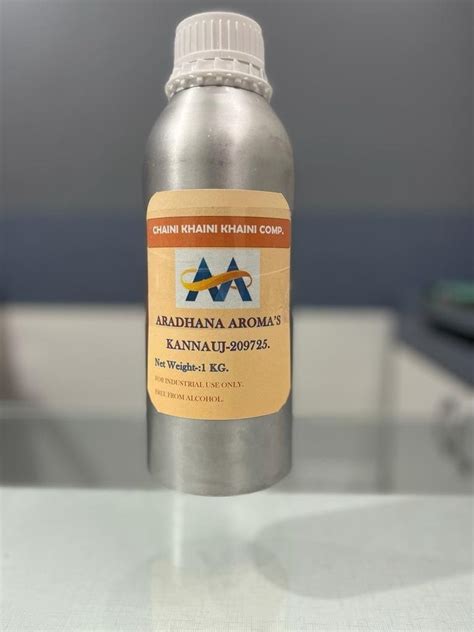 CHAINI KHAINI KHAINI COMP.
AA
ARADHANA AROMA'S
KANNAUJ-209725.
Net Weight-:1 KG.
FOR INDUSTRIAL USE ONLY.
FREE FROM ALCOHOL.